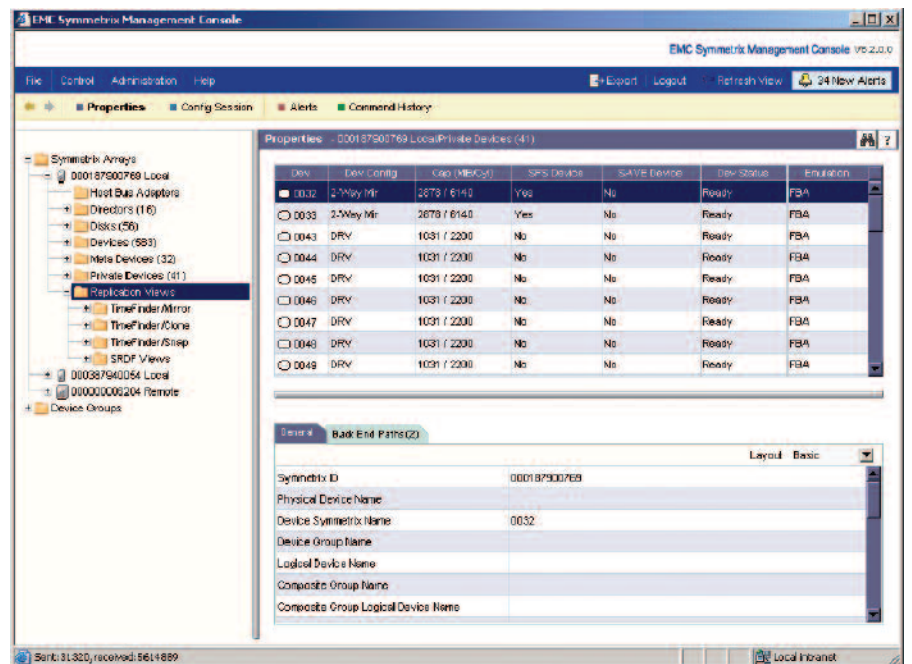 EMC Symmetrix Management Console
EMC Symmetrix Management Console V6.2.0.0
File Control Administration Help Export Logout Refresh View 34 New Alerts
Properties Config Session Alerts Command History
Properties - 000187900769 Local/Private Devices (41)
Symmetrix Arrays
000187900769 Local
Host Bus Adapters
Directors (16)
Disks (56)
Devices (583)
Meta Devices (32)
Private Devices (41)
Replication Views
TimeFinder/Mirror
TimeFinder/Clone
TimeFinder/Snap
SRDF Views
000387940054 Local
000000006204 Remote
Device Groups
Dev Dev Config Cap (MB/Cyl) SFS Device SAVE Device Dev Status Emulation
0032 2-Way Mir 2878 / 6140 Yes No Ready FBA
0033 2-Way Mir 2878 / 6140 Yes No Ready FBA
0043 DRV 1031 / 2200 No No Ready FBA
0044 DRV 1031 / 2200 No No Ready FBA
0045 DRV 1031 / 2200 No No Ready FBA
0046 DRV 1031 / 2200 No No Ready FBA
0047 DRV 1031 / 2200 No No Ready FBA
0048 DRV 1031 / 2200 No No Ready FBA
0049 DRV 1031 / 2200 No No Ready FBA
General Back End Paths(2)
Layout Basic
Symmetrix ID 000187900769
Physical Device Name
Device Symmetrix Name 0032
Device Group Name
Logical Device Name
Composite Group Name
Composite Group Logical Device Name
Sent: 31320, received: 5614889 Local intranet